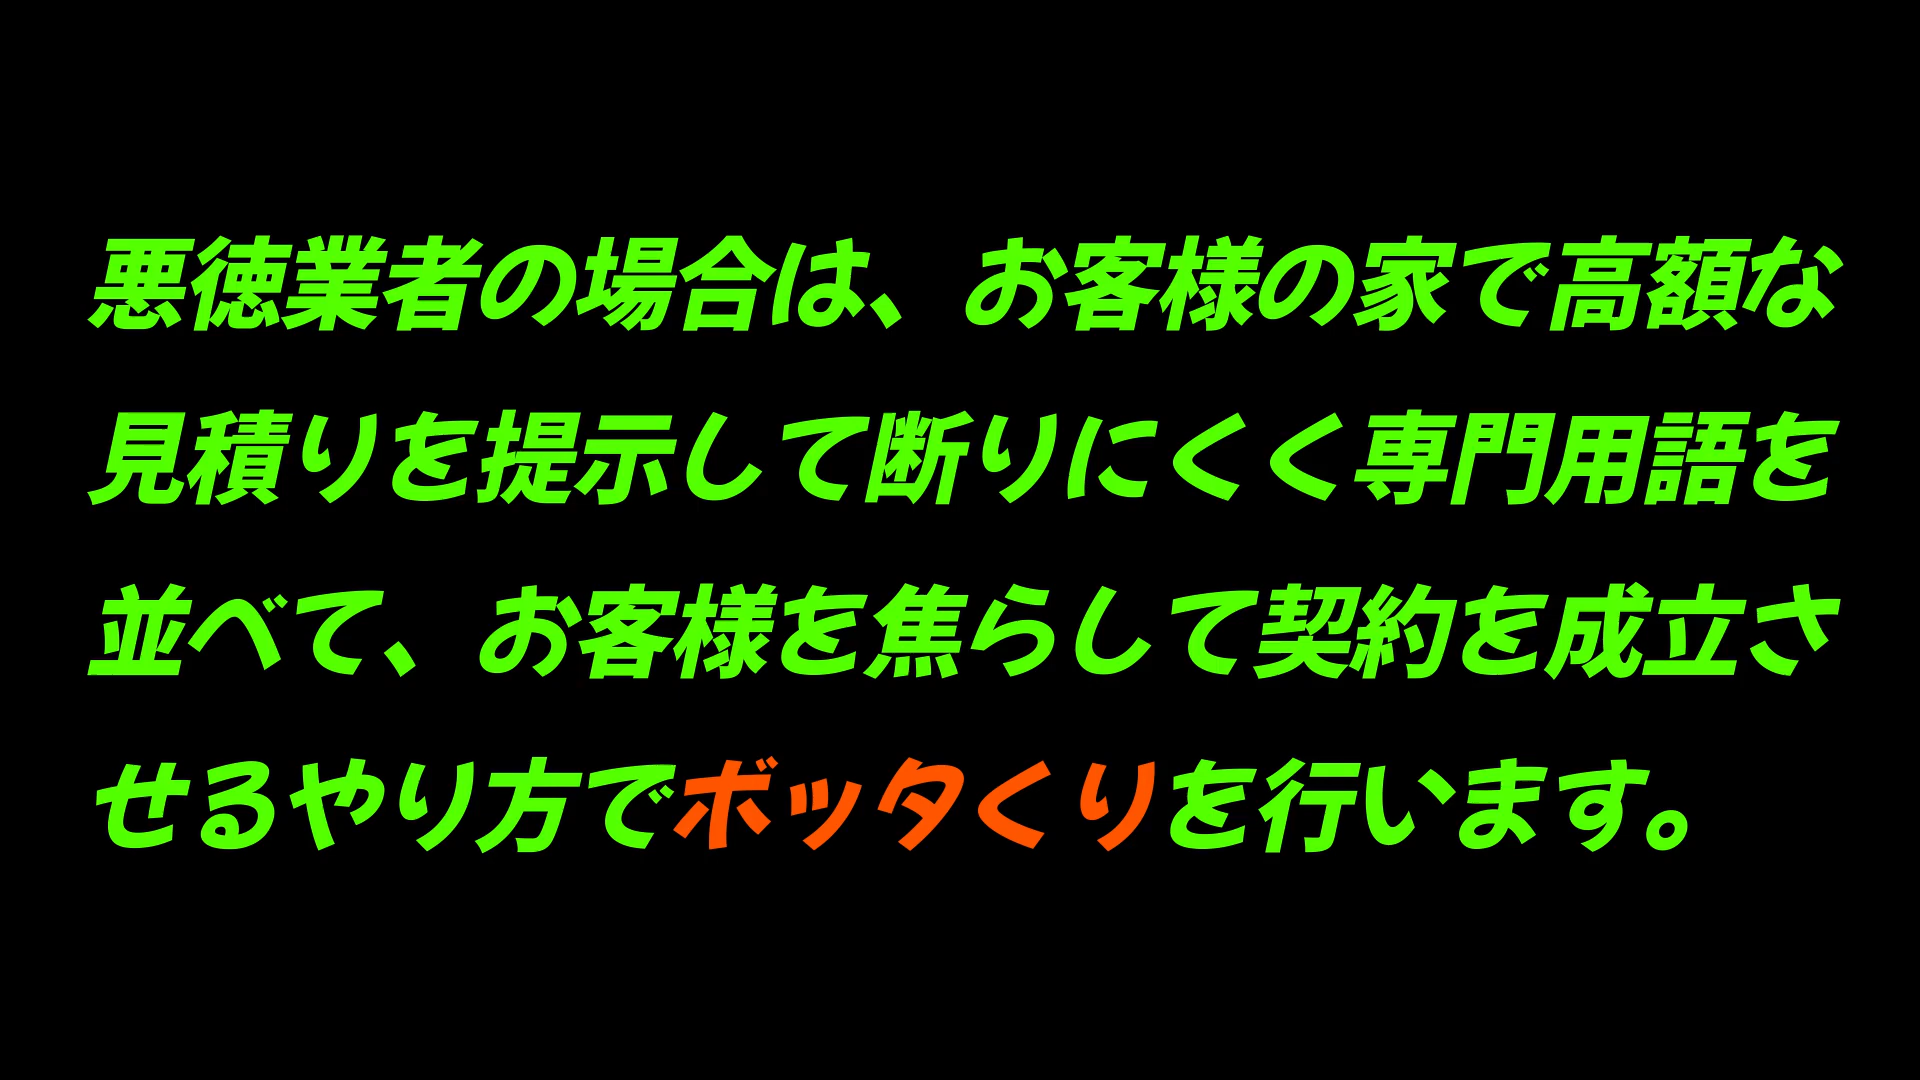 悪徳業者の場合は、お客様の家で高額な
見積りを提示して断りにくく専門用語を
並べて、お客様を焦らして契約を成立さ
せるやり方でボッタくりを行います。